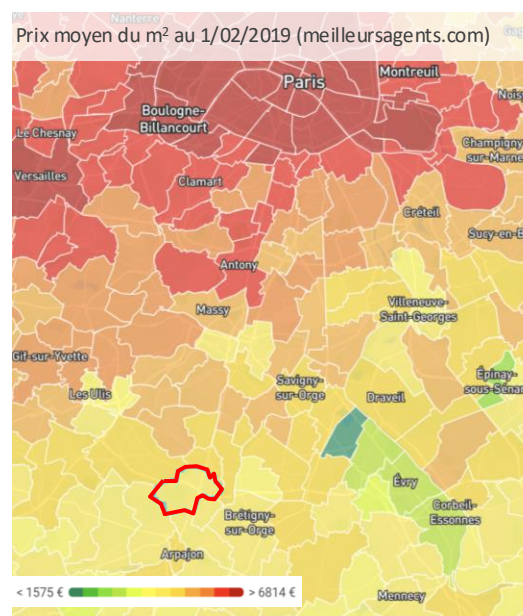 Nanterre
Prix moyen du m² au 1/02/2019 (meilleursagents.com)
Paris
Montreuil
Boulogne-
Billancourt
Nois
Le Chesnay
Champigny
sur-Marne
Versailles
Clamart
Créteil
Sucy-en-B
Antony
Massy
Villeneuve-
Saint-Georges
Gif-sur-Yvette
Les Ulis
Savigny-
sur-Orge
Draveil
Épinay-
sous-Sénar
Évry
Corbeil-
Essonnes
Brétigny-
sur-Orge
Arpajon
< 1575 € > 6814 €
Mennecy